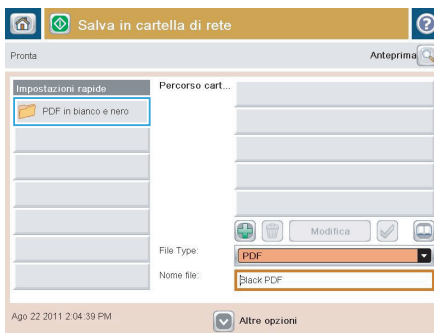 Salva in cartella di rete
Pronta
Anteprima
Impostazioni rapide
Percorso cart...
PDF in bianco e nero
Modifica
File Type:
PDF
Nome file:
Black PDF
Ago 22 2011 2:04:39 PM
Altre opzioni